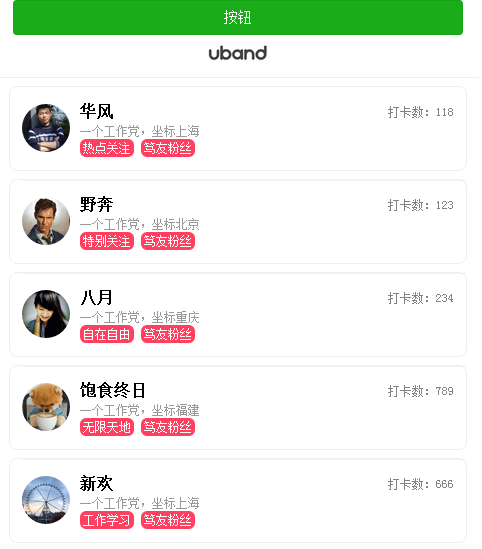 按钮
uband
华风 打卡数: 118
一个工作党，坐标上海
热点关注 笃友粉丝
野奔 打卡数: 123
一个工作党，坐标北京
特别关注 笃友粉丝
八月 打卡数: 234
一个工作党，坐标重庆
自在自由 笃友粉丝
饱食终日 打卡数: 789
一个工作党，坐标福建
无限天地 笃友粉丝
新欢 打卡数: 666
一个工作党，坐标上海
工作学习 笃友粉丝